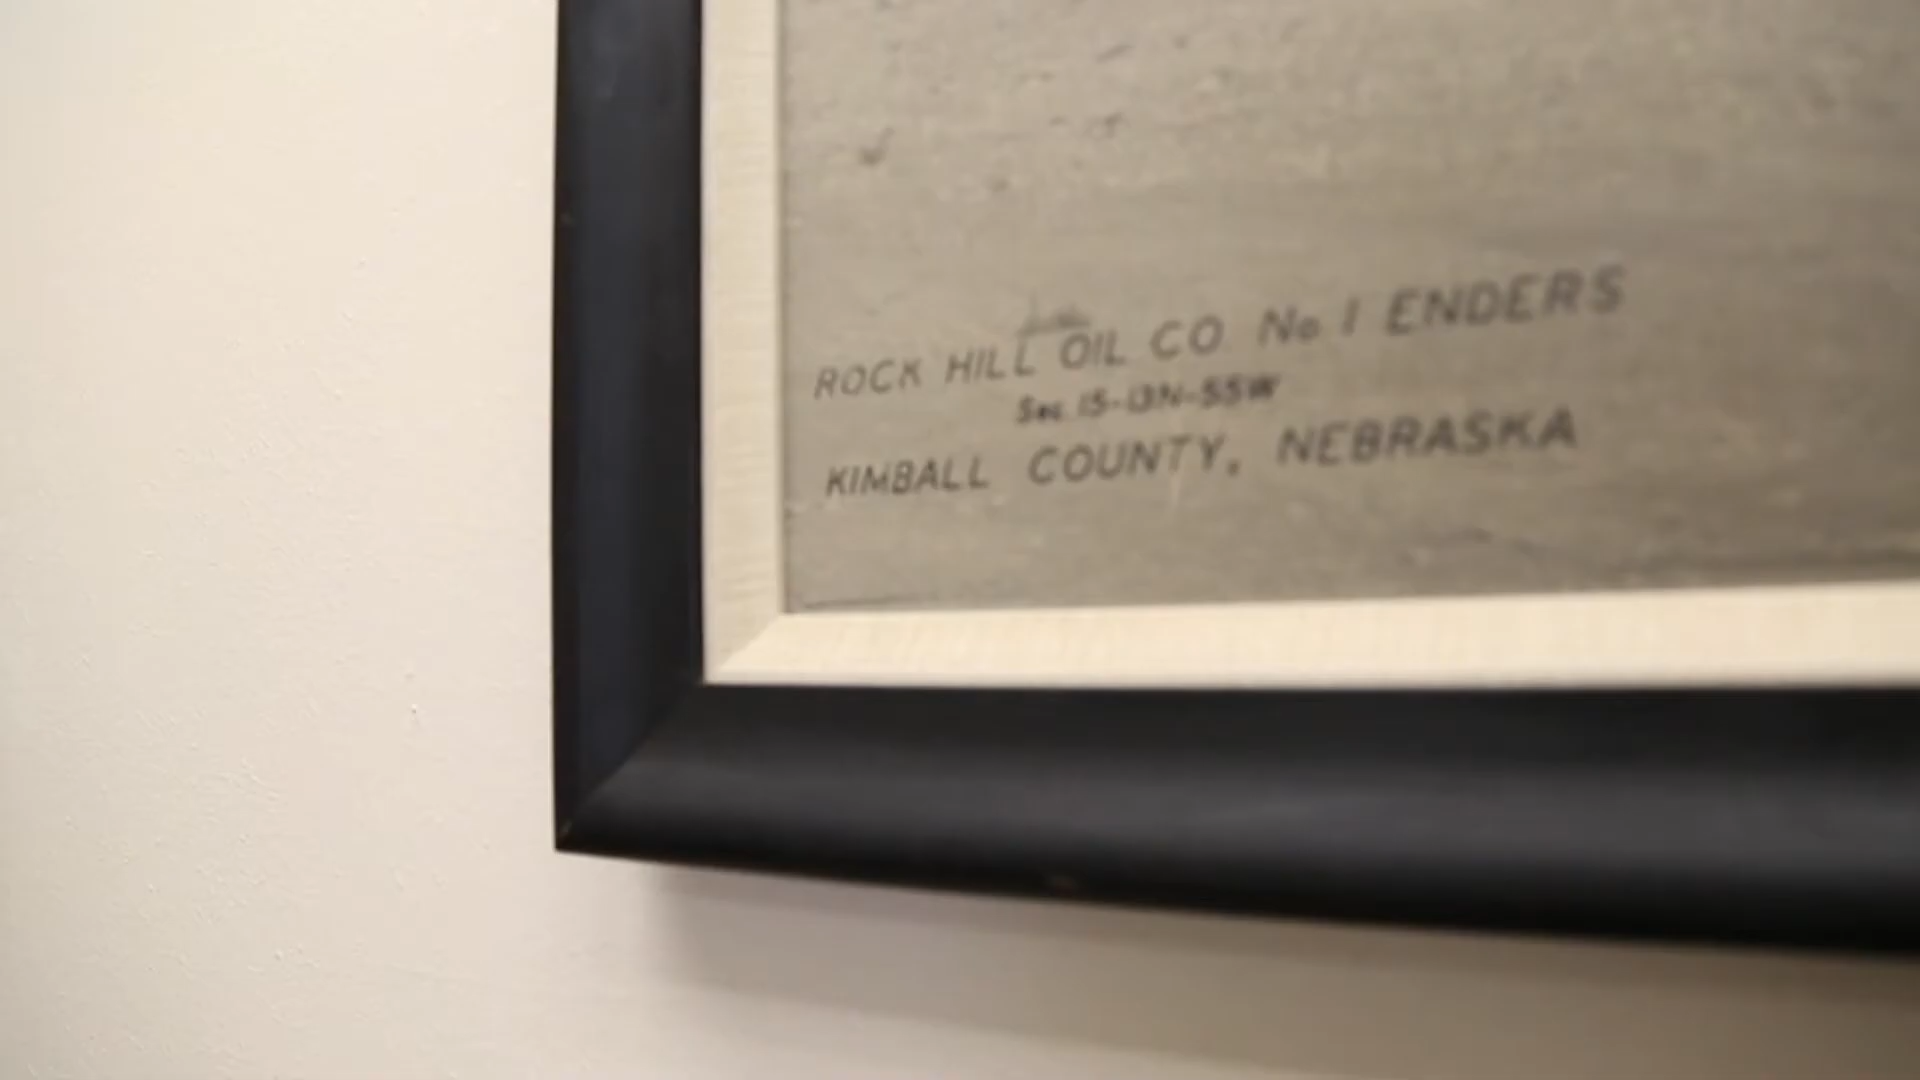 ROCK HILL OIL CO No 1 ENDERS
Sec. 15-13N-55W
KIMBALL COUNTY, NEBRASKA